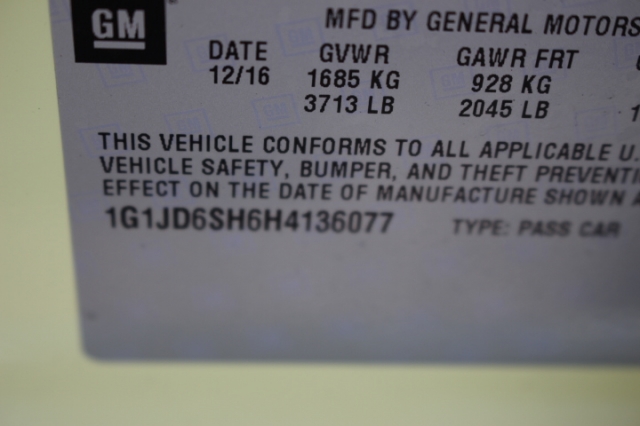 GM
MFD BY GENERAL MOTORS
DATE GVWR GAWR FRT
12/16 1685 KG 928 KG
3713 LB 2045 LB
THIS VEHICLE CONFORMS TO ALL APPLICABLE U.
VEHICLE SAFETY, BUMPER, AND THEFT PREVENTI
EFFECT ON THE DATE OF MANUFACTURE SHOWN A
1G1JD6SH6H4136077 TYPE: PASS CAR